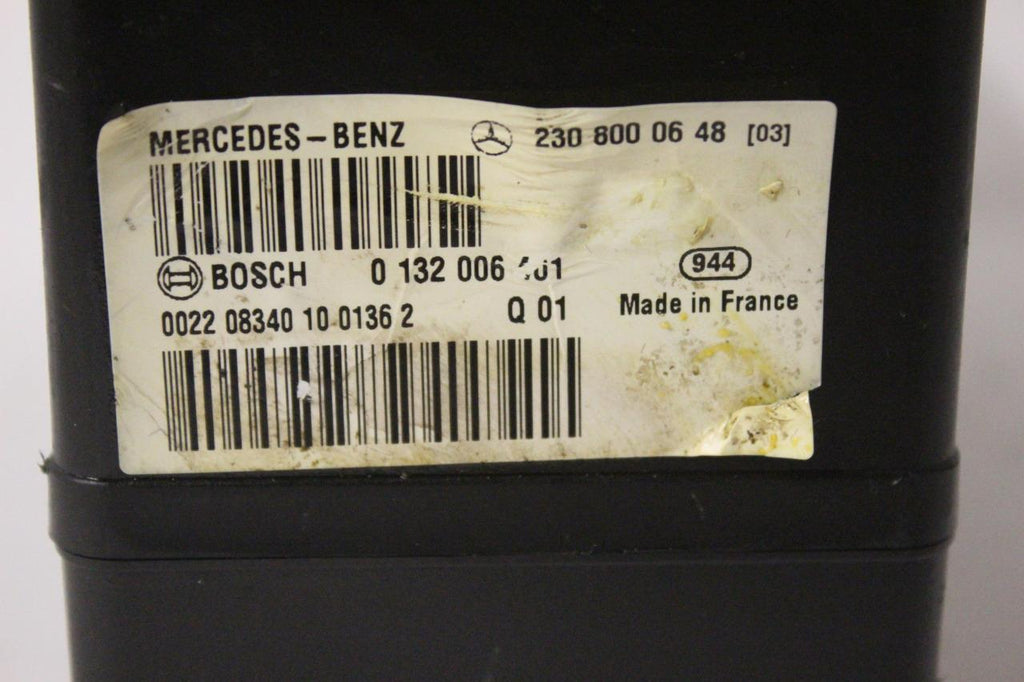 MERCEDES-BENZ 230 800 06 48 [03]
BOSCH 0 132 006
944
0022 08340 10 0136 2 Q 01
Made in France